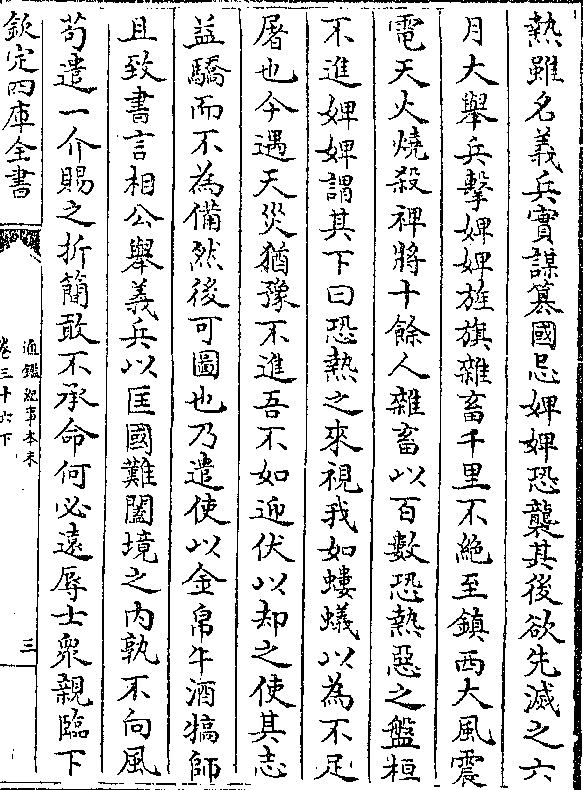 熱雖名義兵實謀簒國忌婢婢恐襲其後欲先滅之六
月大舉兵擊婢婢旌旗雜畜千里不絶至鎮西大風震
電天火燒殺裨將十餘人雜畜以百數恐熱惡之盤桓
不進婢婢謂其下曰恐熱之來視我如螻蟻以為不足
屠也今遇天災猶豫不進吾不如迎伏以却之使其志
益驕而不為備然後可圖也乃遣使以金帛牛酒犒師
且致書言相公舉義兵以匡國難闔境之内孰不向風
苟遣一介賜之折簡敢不承命何必逺辱士衆親臨下
欽定四庫全書
通鑑紀事本末
卷三十六下
三